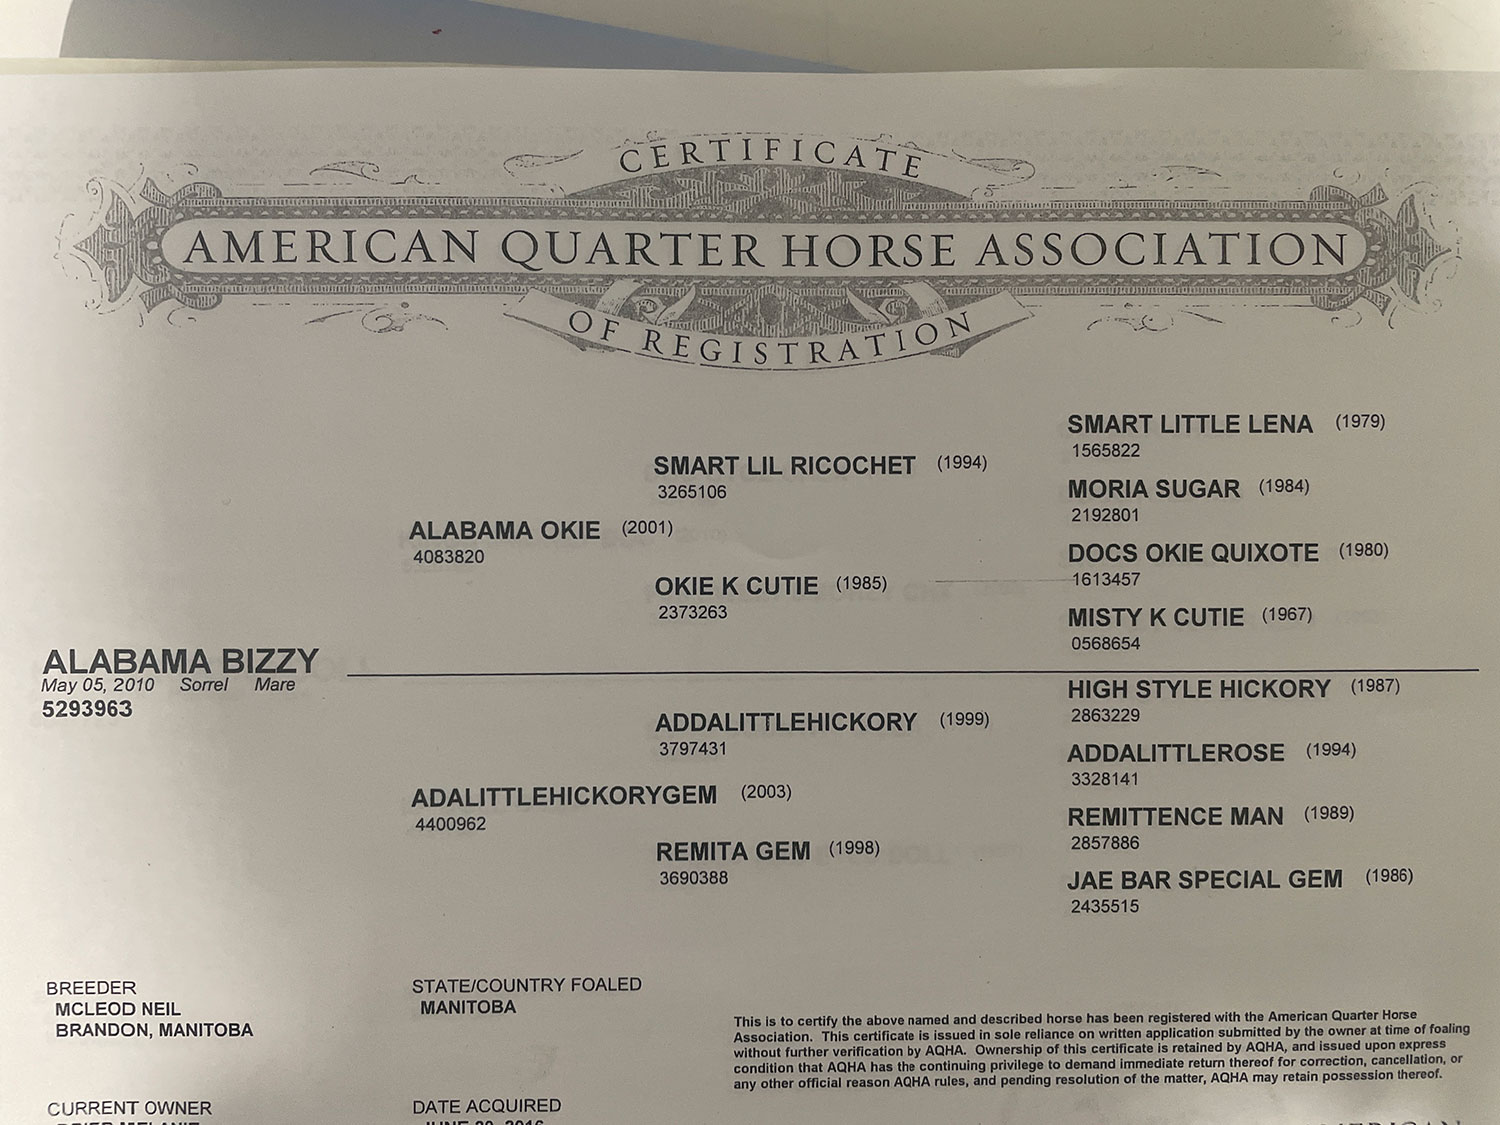 CERTIFICATE
AMERICAN QUARTER HORSE ASSOCIATION
OF REGISTRATION
SMART LITTLE LENA (1979)
1565822
SMART LIL RICOCHET (1994)
3265106
MORIA SUGAR (1984)
2192801
ALABAMA OKIE (2001)
4083820
DOCS OKIE QUIXOTE (1980)
1613457
OKIE K CUTIE (1985)
2373263
MISTY K CUTIE (1967)
0568654
ALABAMA BIZZY
May 05, 2010 Sorrel Mare
5293963
HIGH STYLE HICKORY (1987)
2863229
ADDALITTLEHICKORY (1999)
3797431
ADDALITTLEROSE (1994)
3328141
ADALITTLEHICKORYGEM (2003)
4400962
REMITTENCE MAN (1989)
2857886
REMITA GEM (1998)
3690388
JAE BAR SPECIAL GEM (1986)
2435515
BREEDER
MCLEOD NEIL
BRANDON, MANITOBA
STATE/COUNTRY FOALED
MANITOBA
This is to certify the above named and described horse has been registered with the American Quarter Horse
Association. This certificate is issued in sole reliance on written application submitted by the owner at time of foaling
without further verification by AQHA. Ownership of this certificate is retained by AQHA, and issued upon express
condition that AQHA has the continuing privilege to demand immediate return thereof for correction, cancellation, or
any other official reason AQHA rules, and pending resolution of the matter, AQHA may retain possession thereof.
CURRENT OWNER
DATE ACQUIRED